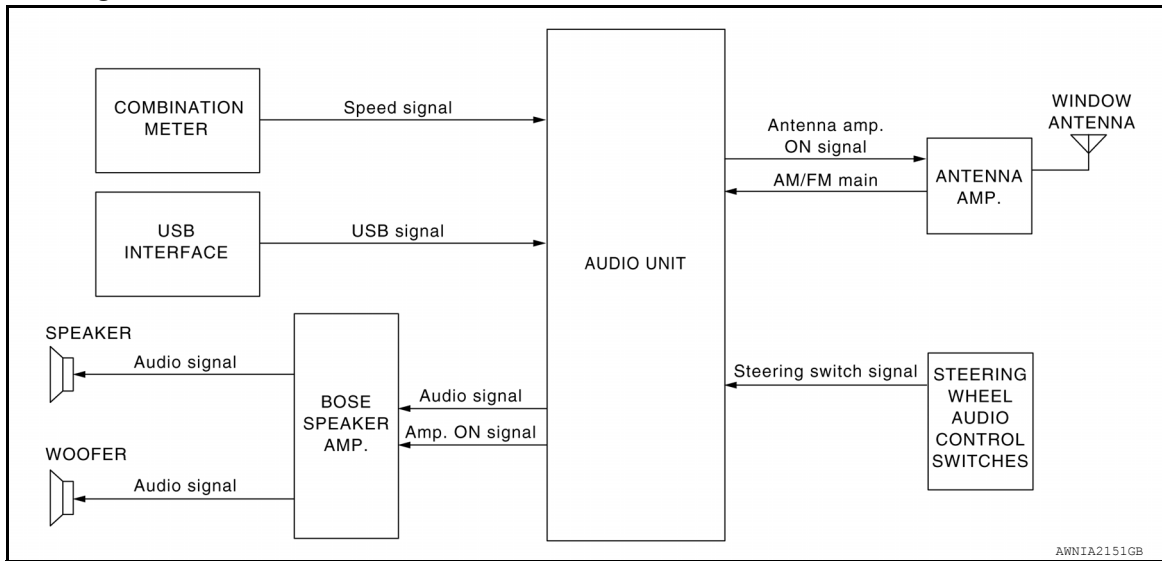 COMBINATION
METER
Speed signal
USB
INTERFACE
USB signal
AUDIO UNIT
Antenna amp.
ON signal
AM/FM main
ANTENNA
AMP.
WINDOW
ANTENNA
SPEAKER
Audio signal
WOOFER
Audio signal
BOSE
SPEAKER
AMP.
Audio signal
Amp. ON signal
Steering switch signal
STEERING
WHEEL
AUDIO
CONTROL
SWITCHES
AWNIA2151GB